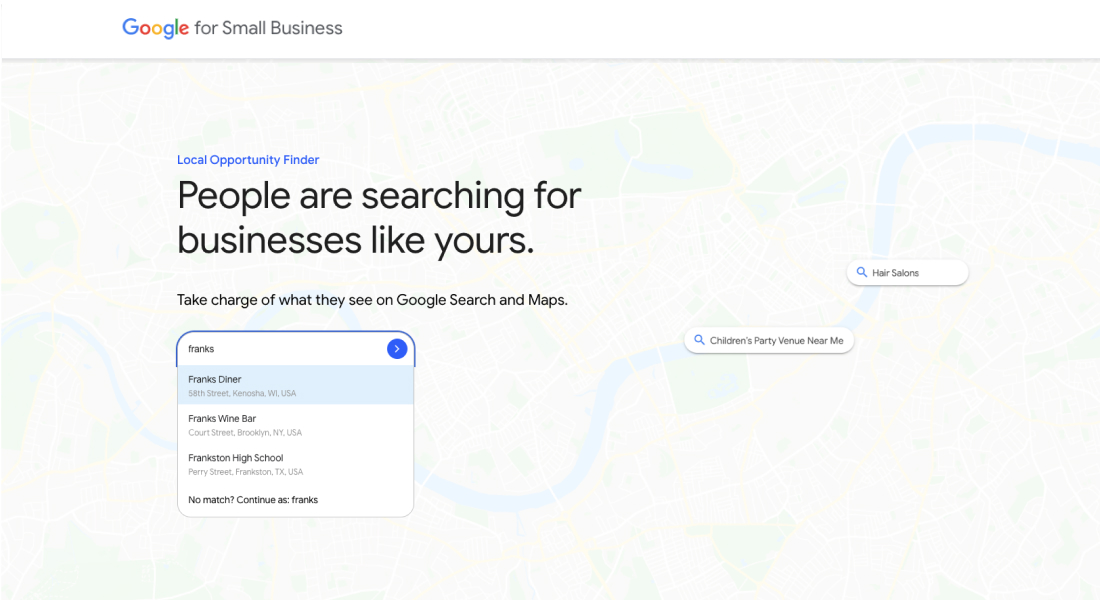 Google for Small Business
Local Opportunity Finder
People are searching for
businesses like yours.
Take charge of what they see on Google Search and Maps.
franks
Franks Diner
58th Street, Kenosha, WI, USA
Franks Wine Bar
Court Street, Brooklyn, NY, USA
Frankston High School
Perry Street, Frankston, TX, USA
No match? Continue as: franks
Hair Salons
Children's Party Venue Near Me